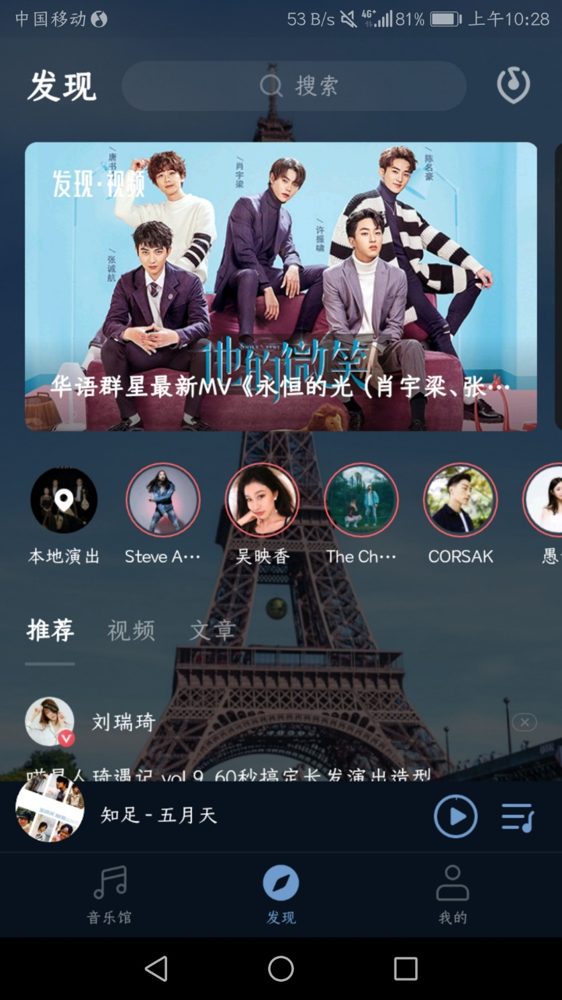 中国移动
53 B/s 4G+ 81% 上午10:28
发现
搜索
发现·视频
唐书
肖宇梁
陈名豪
许振啸
张诚航
他的微笑
华语群星最新MV《永恒的光 (肖宇梁、张…
本地演出
Steve A…
吴映香
The Ch…
CORSAK
愚
推荐
视频
文章
刘瑞琦
喵星人琦遇记 vol.9 60秒搞定长发演出造型
知足 - 五月天
音乐馆
发现
我的